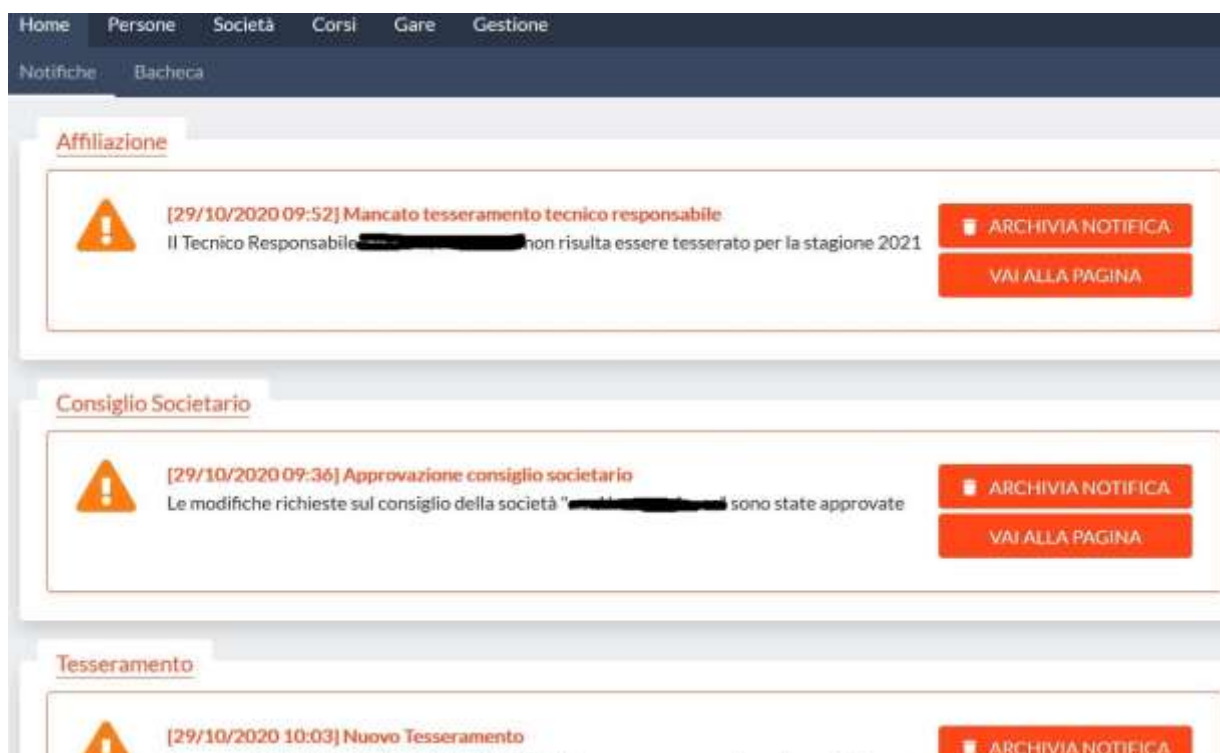 Home Persone Società Corsi Gare Gestione
Notifiche Bacheca
Affiliazione
[29/10/2020 09:52] Mancato tesseramento tecnico responsabile
Il Tecnico Responsabile non risulta essere tesserato per la stagione 2021
ARCHIVIA NOTIFICA
VAI ALLA PAGINA
Consiglio Societario
[29/10/2020 09:36] Approvazione consiglio societario
Le modifiche richieste sul consiglio della società " " sono state approvate
ARCHIVIA NOTIFICA
VAI ALLA PAGINA
Tesseramento
[29/10/2020 10:03] Nuovo Tesseramento
ARCHIVIA NOTIFICA